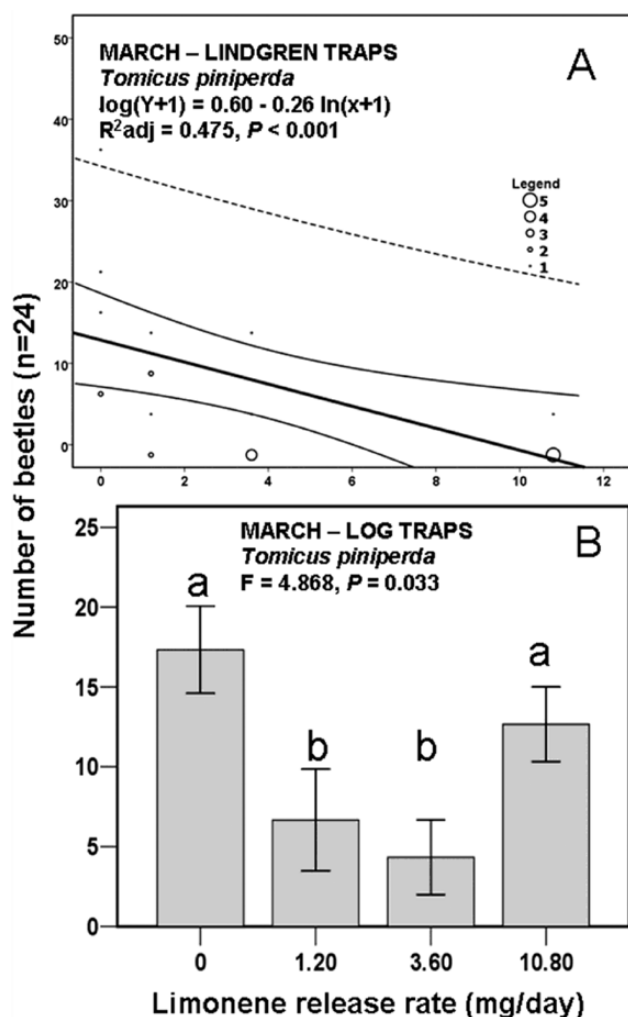 50
MARCH – LINDGREN TRAPS
A
Tomicus piniperda
40
log(Y+1) = 0.60 - 0.26 ln(x+1)
R²adj = 0.475, P < 0.001
30
Legend
5
4
3
2
1
20
10
0
0 2 4 6 8 10 12
Number of beetles (n=24)
25
MARCH – LOG TRAPS
B
Tomicus piniperda
F = 4.868, P = 0.033
a
20
a
15
b
b
10
5
0
0 1.20 3.60 10.80
Limonene release rate (mg/day)